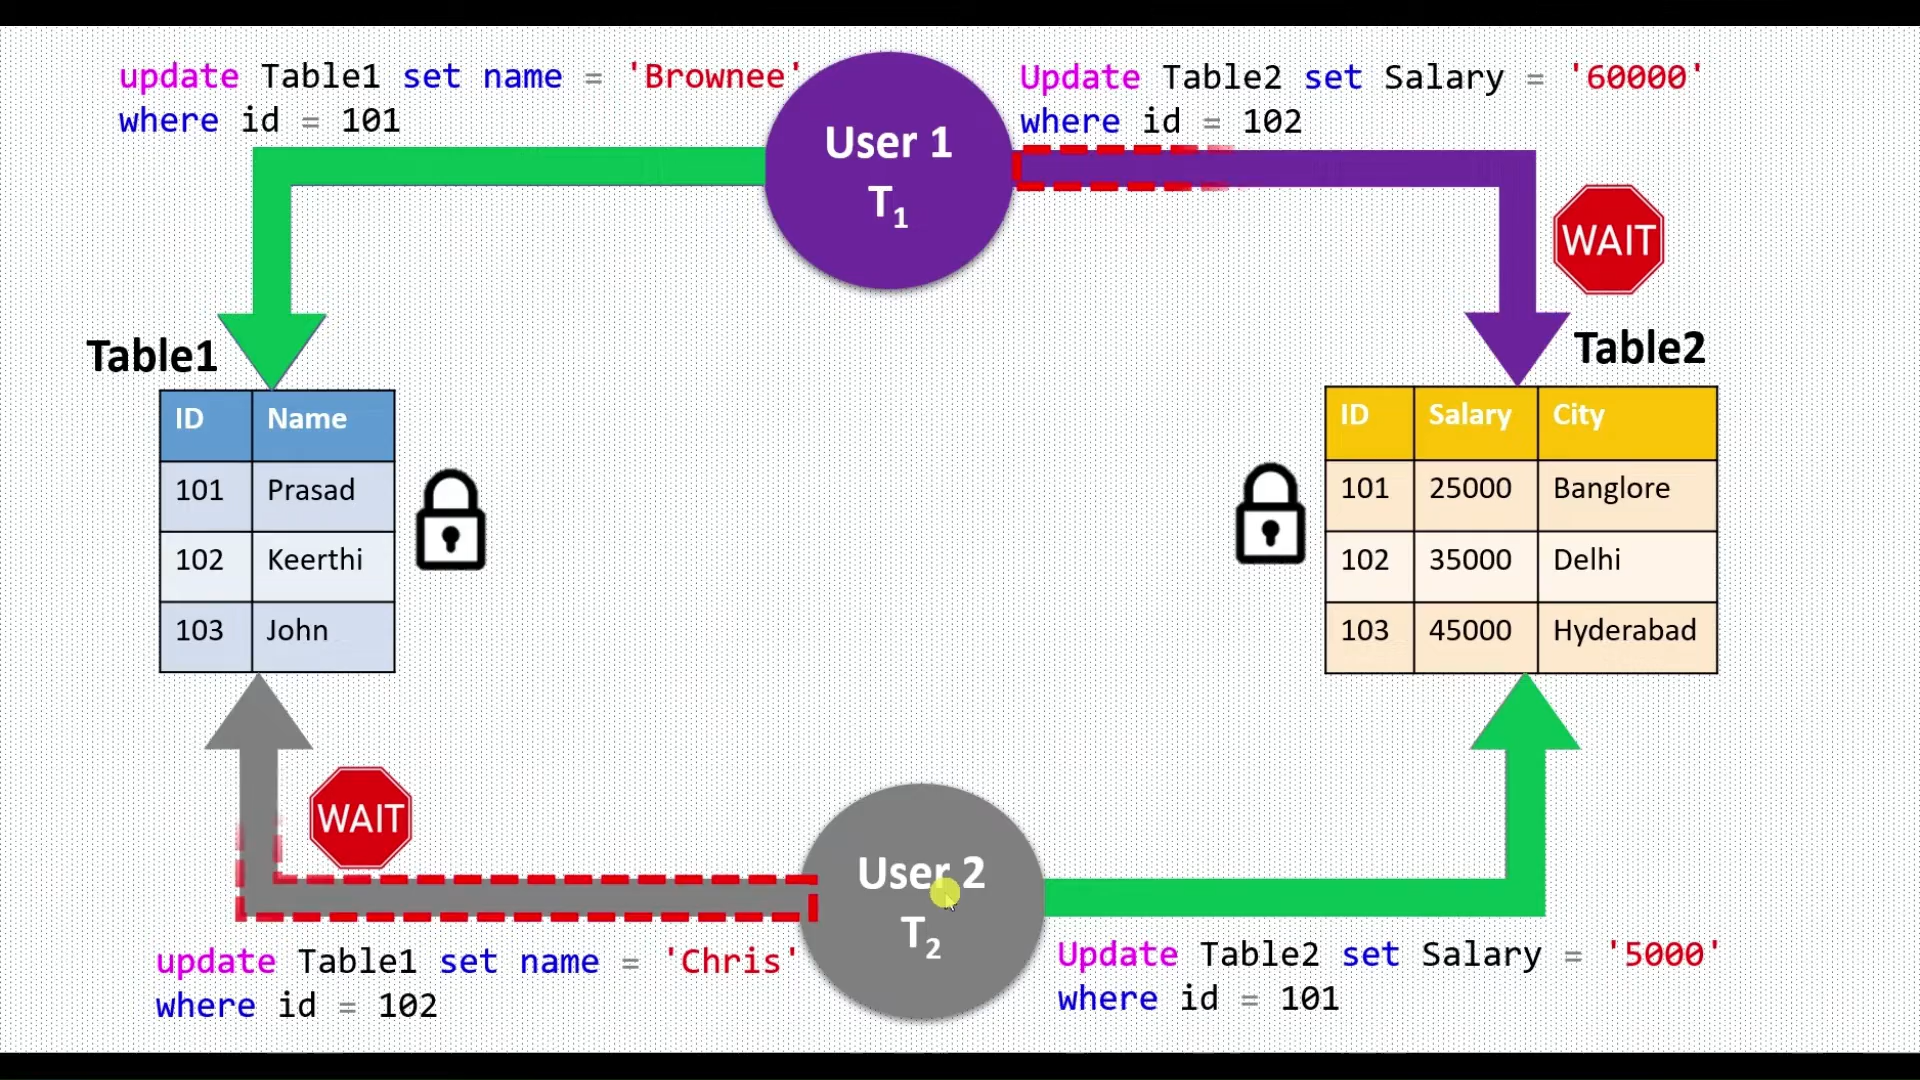 update Table1 set name = 'Brownee'
where id = 101
User 1
T1
Update Table2 set Salary = '60000'
where id = 102
WAIT
Table1
Table2
ID Name
101 Prasad
102 Keerthi
103 John
ID Salary City
101 25000 Banglore
102 35000 Delhi
103 45000 Hyderabad
WAIT
User 2
T2
update Table1 set name = 'Chris'
where id = 102
Update Table2 set Salary = '5000'
where id = 101